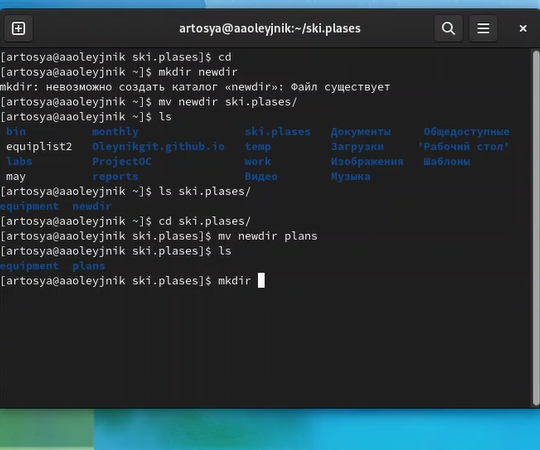 artosya@aaoleyjnik:~/ski.plases
[artosya@aaoleyjnik ski.plases]$ cd
[artosya@aaoleyjnik ~]$ mkdir newdir
mkdir: невозможно создать каталог «newdir»: Файл существует
[artosya@aaoleyjnik ~]$ mv newdir ski.plases/
[artosya@aaoleyjnik ~]$ ls
bin monthly ski.plases Документы Общедоступные
equiplist2 Oleynikgit.github.io temp Загрузки 'Рабочий стол'
labs ProjectOC work Изображения Шаблоны
may reports Видео Музыка
[artosya@aaoleyjnik ~]$ ls ski.plases/
equipment newdir
[artosya@aaoleyjnik ~]$ cd ski.plases/
[artosya@aaoleyjnik ski.plases]$ mv newdir plans
[artosya@aaoleyjnik ski.plases]$ ls
equipment plans
[artosya@aaoleyjnik ski.plases]$ mkdir